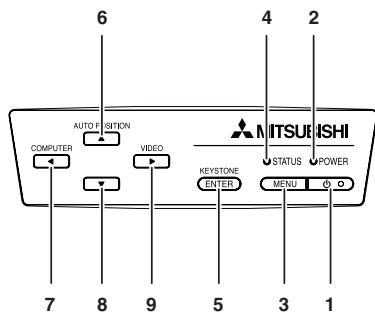 6
4 2
AUTO POSITION
MITSUBISHI
COMPUTER VIDEO
STATUS POWER
KEYSTONE
ENTER MENU
7 8 9 5 3 1